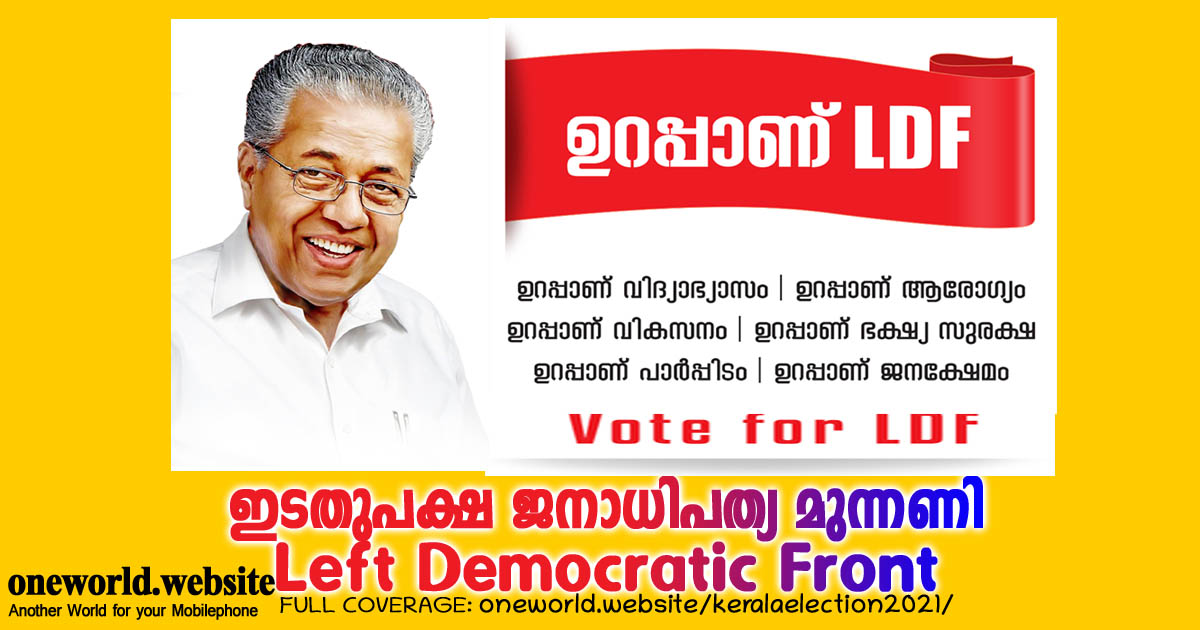 ഉറപ്പാണ് LDF
ഉറപ്പാണ് വിദ്യാഭ്യാസം | ഉറപ്പാണ് ആരോഗ്യം
ഉറപ്പാണ് വികസനം | ഉറപ്പാണ് ഭക്ഷ്യ സുരക്ഷ
ഉറപ്പാണ് പാർപ്പിടം | ഉറപ്പാണ് ജനക്ഷേമം
Vote for LDF
ഇടതുപക്ഷ ജനാധിപത്യ മുന്നണി
Left Democratic Front
oneworld.website
Another World for your Mobilephone
FULL COVERAGE: oneworld.website/keralaelection2021/